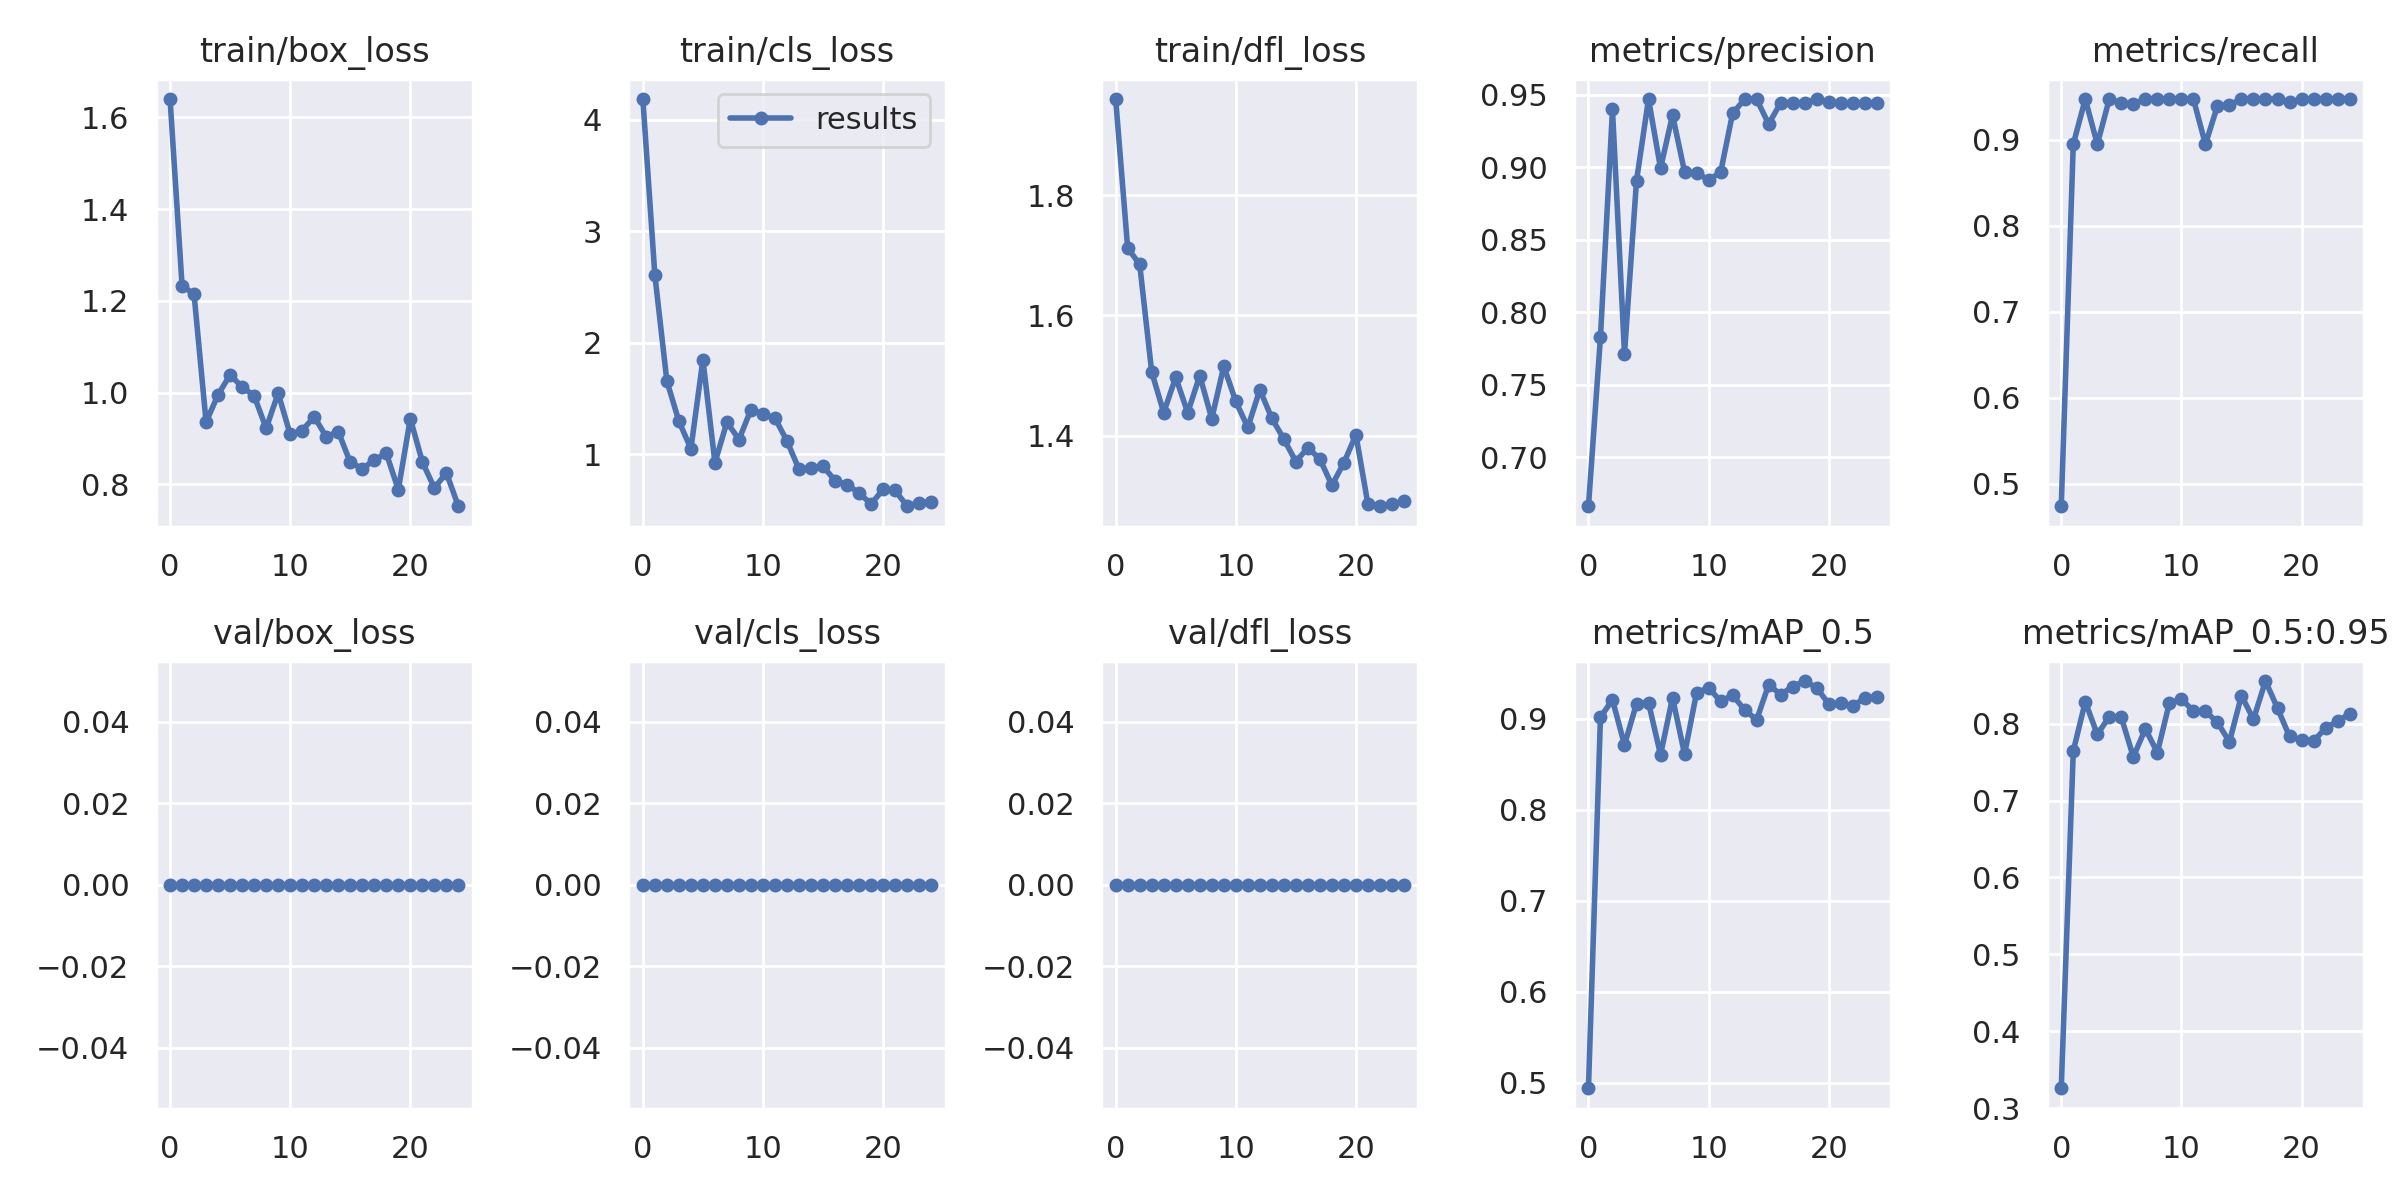 train/box_loss
1.6
1.4
1.2
1.0
0.8
0 10 20
train/cls_loss
results
4
3
2
1
0 10 20
train/dfl_loss
1.8
1.6
1.4
0 10 20
metrics/precision
0.95
0.90
0.85
0.80
0.75
0.70
0 10 20
metrics/recall
0.9
0.8
0.7
0.6
0.5
0 10 20
val/box_loss
0.04
0.02
0.00
−0.02
−0.04
0 10 20
val/cls_loss
0.04
0.02
0.00
−0.02
−0.04
0 10 20
val/dfl_loss
0.04
0.02
0.00
−0.02
−0.04
0 10 20
metrics/mAP_0.5
0.9
0.8
0.7
0.6
0.5
0 10 20
metrics/mAP_0.5:0.95
0.8
0.7
0.6
0.5
0.4
0.3
0 10 20